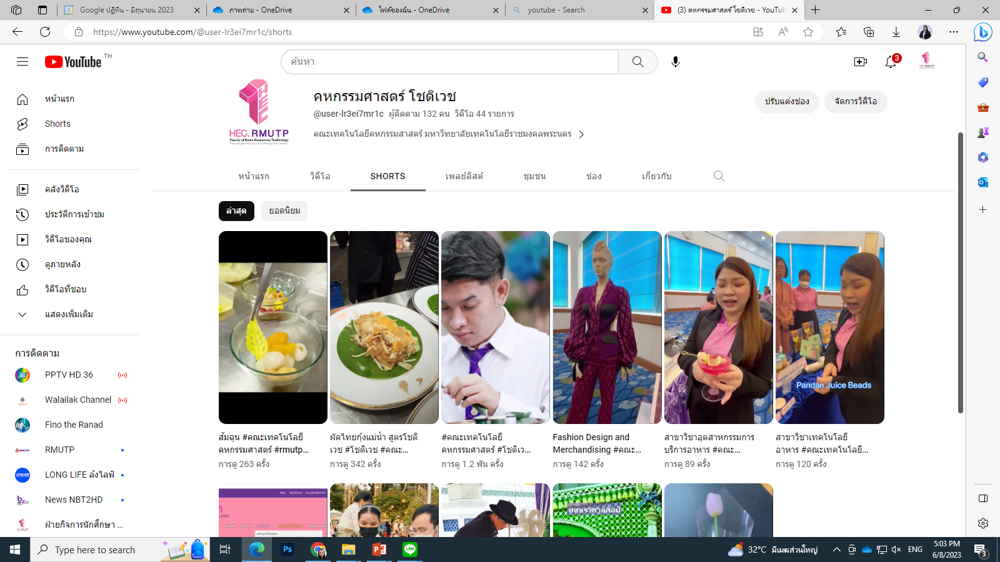 Google ปฏิทิน - มิถุนายน 2023
ภาพถ่าย - OneDrive
ไฟล์ของฉัน - OneDrive
youtube - Search
(3) คหกรรมศาสตร์ โชติเวช - YouTub
https://www.youtube.com/@user-lr3ei7mr1c/shorts
YouTube TH
ค้นหา
3
HEC. RMUTP
หน้าแรก
Shorts
การติดตาม
คลังวิดีโอ
ประวัติการเข้าชม
วิดีโอของคุณ
ดูภายหลัง
วิดีโอที่ชอบ
แสดงเพิ่มเติม
การติดตาม
PPTV HD 36
Walailak Channel
Fino the Ranad
RMUTP
LONG LIFE ลั้งไลฟ์
News NBT2HD
ฝ่ายกิจการนักศึกษา ...
HEC
HEC. RMUTP
Faculty of Home Economics Technology
Rajamangala University of Technology Phra Nakhon
คหกรรมศาสตร์ โชติเวช
@user-lr3ei7mr1c ผู้ติดตาม 132 คน วิดีโอ 44 รายการ
คณะเทคโนโลยีคหกรรมศาสตร์ มหาวิทยาลัยเทคโนโลยีราชมงคลพระนคร
ปรับแต่งช่อง
จัดการวิดีโอ
หน้าแรก
วิดีโอ
SHORTS
เพลย์ลิสต์
ชุมชน
ช่อง
เกี่ยวกับ
ล่าสุด
ยอดนิยม
Pandan Juice Beads
ส้มฉุน #คณะเทคโนโลยี
คหกรรมศาสตร์ #rmutp...
การดู 263 ครั้ง
ผัดไทยกุ้งแม่น้ำ สูตรโชติ
เวช #โชติเวช #คณะ...
การดู 342 ครั้ง
#คณะเทคโนโลยี
คหกรรมศาสตร์ #โชติเว...
การดู 1.2 พัน ครั้ง
Fashion Design and
Merchandising #คณะ...
การดู 142 ครั้ง
สาขาวิชาอุตสาหกรรมการ
บริการอาหาร #คณะ...
การดู 89 ครั้ง
สาขาวิชาเทคโนโลยี
อาหาร #คณะเทคโนโลยี...
การดู 120 ครั้ง
ศศธรวิศาลศิลป์
Type here to search
Ps
LINE
32°C มีเมฆส่วนใหญ่
ENG
5:03 PM
6/8/2023
3